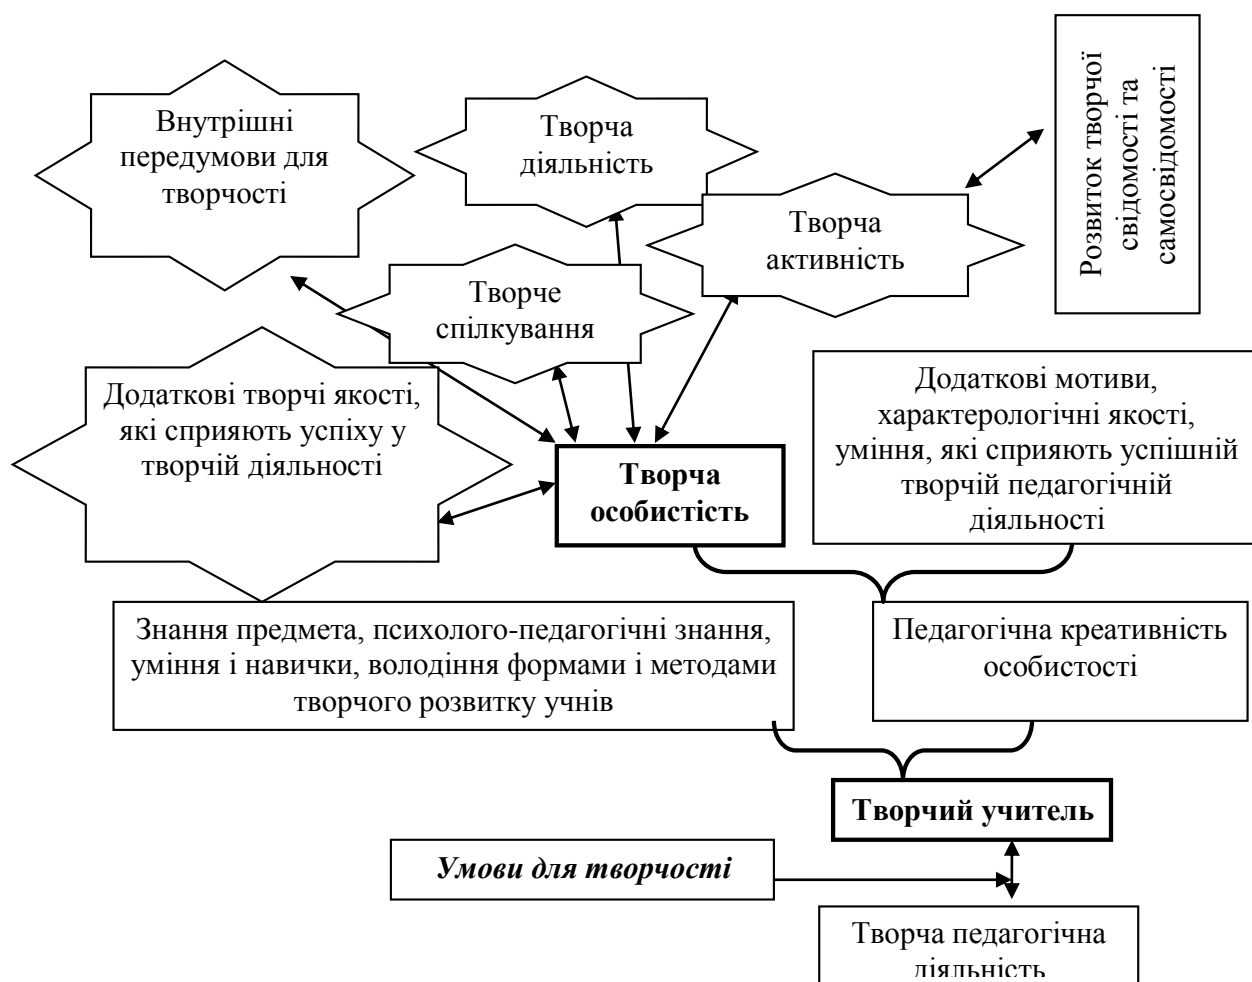 Внутрішні
передумови для
творчості
Творча
діяльність
Творча
активність
Розвиток творчої
свідомості та
самосвідомості
Творче
спілкування
Додаткові творчі якості,
які сприяють успіху у
творчій діяльності
Творча
особистість
Додаткові мотиви,
характерологічні якості,
уміння, які сприяють успішній
творчій педагогічній
діяльності
Знання предмета, психолого-педагогічні знання,
уміння і навички, володіння формами і методами
творчого розвитку учнів
Педагогічна креативність
особистості
Творчий учитель
Умови для творчості
Творча педагогічна
діяльність